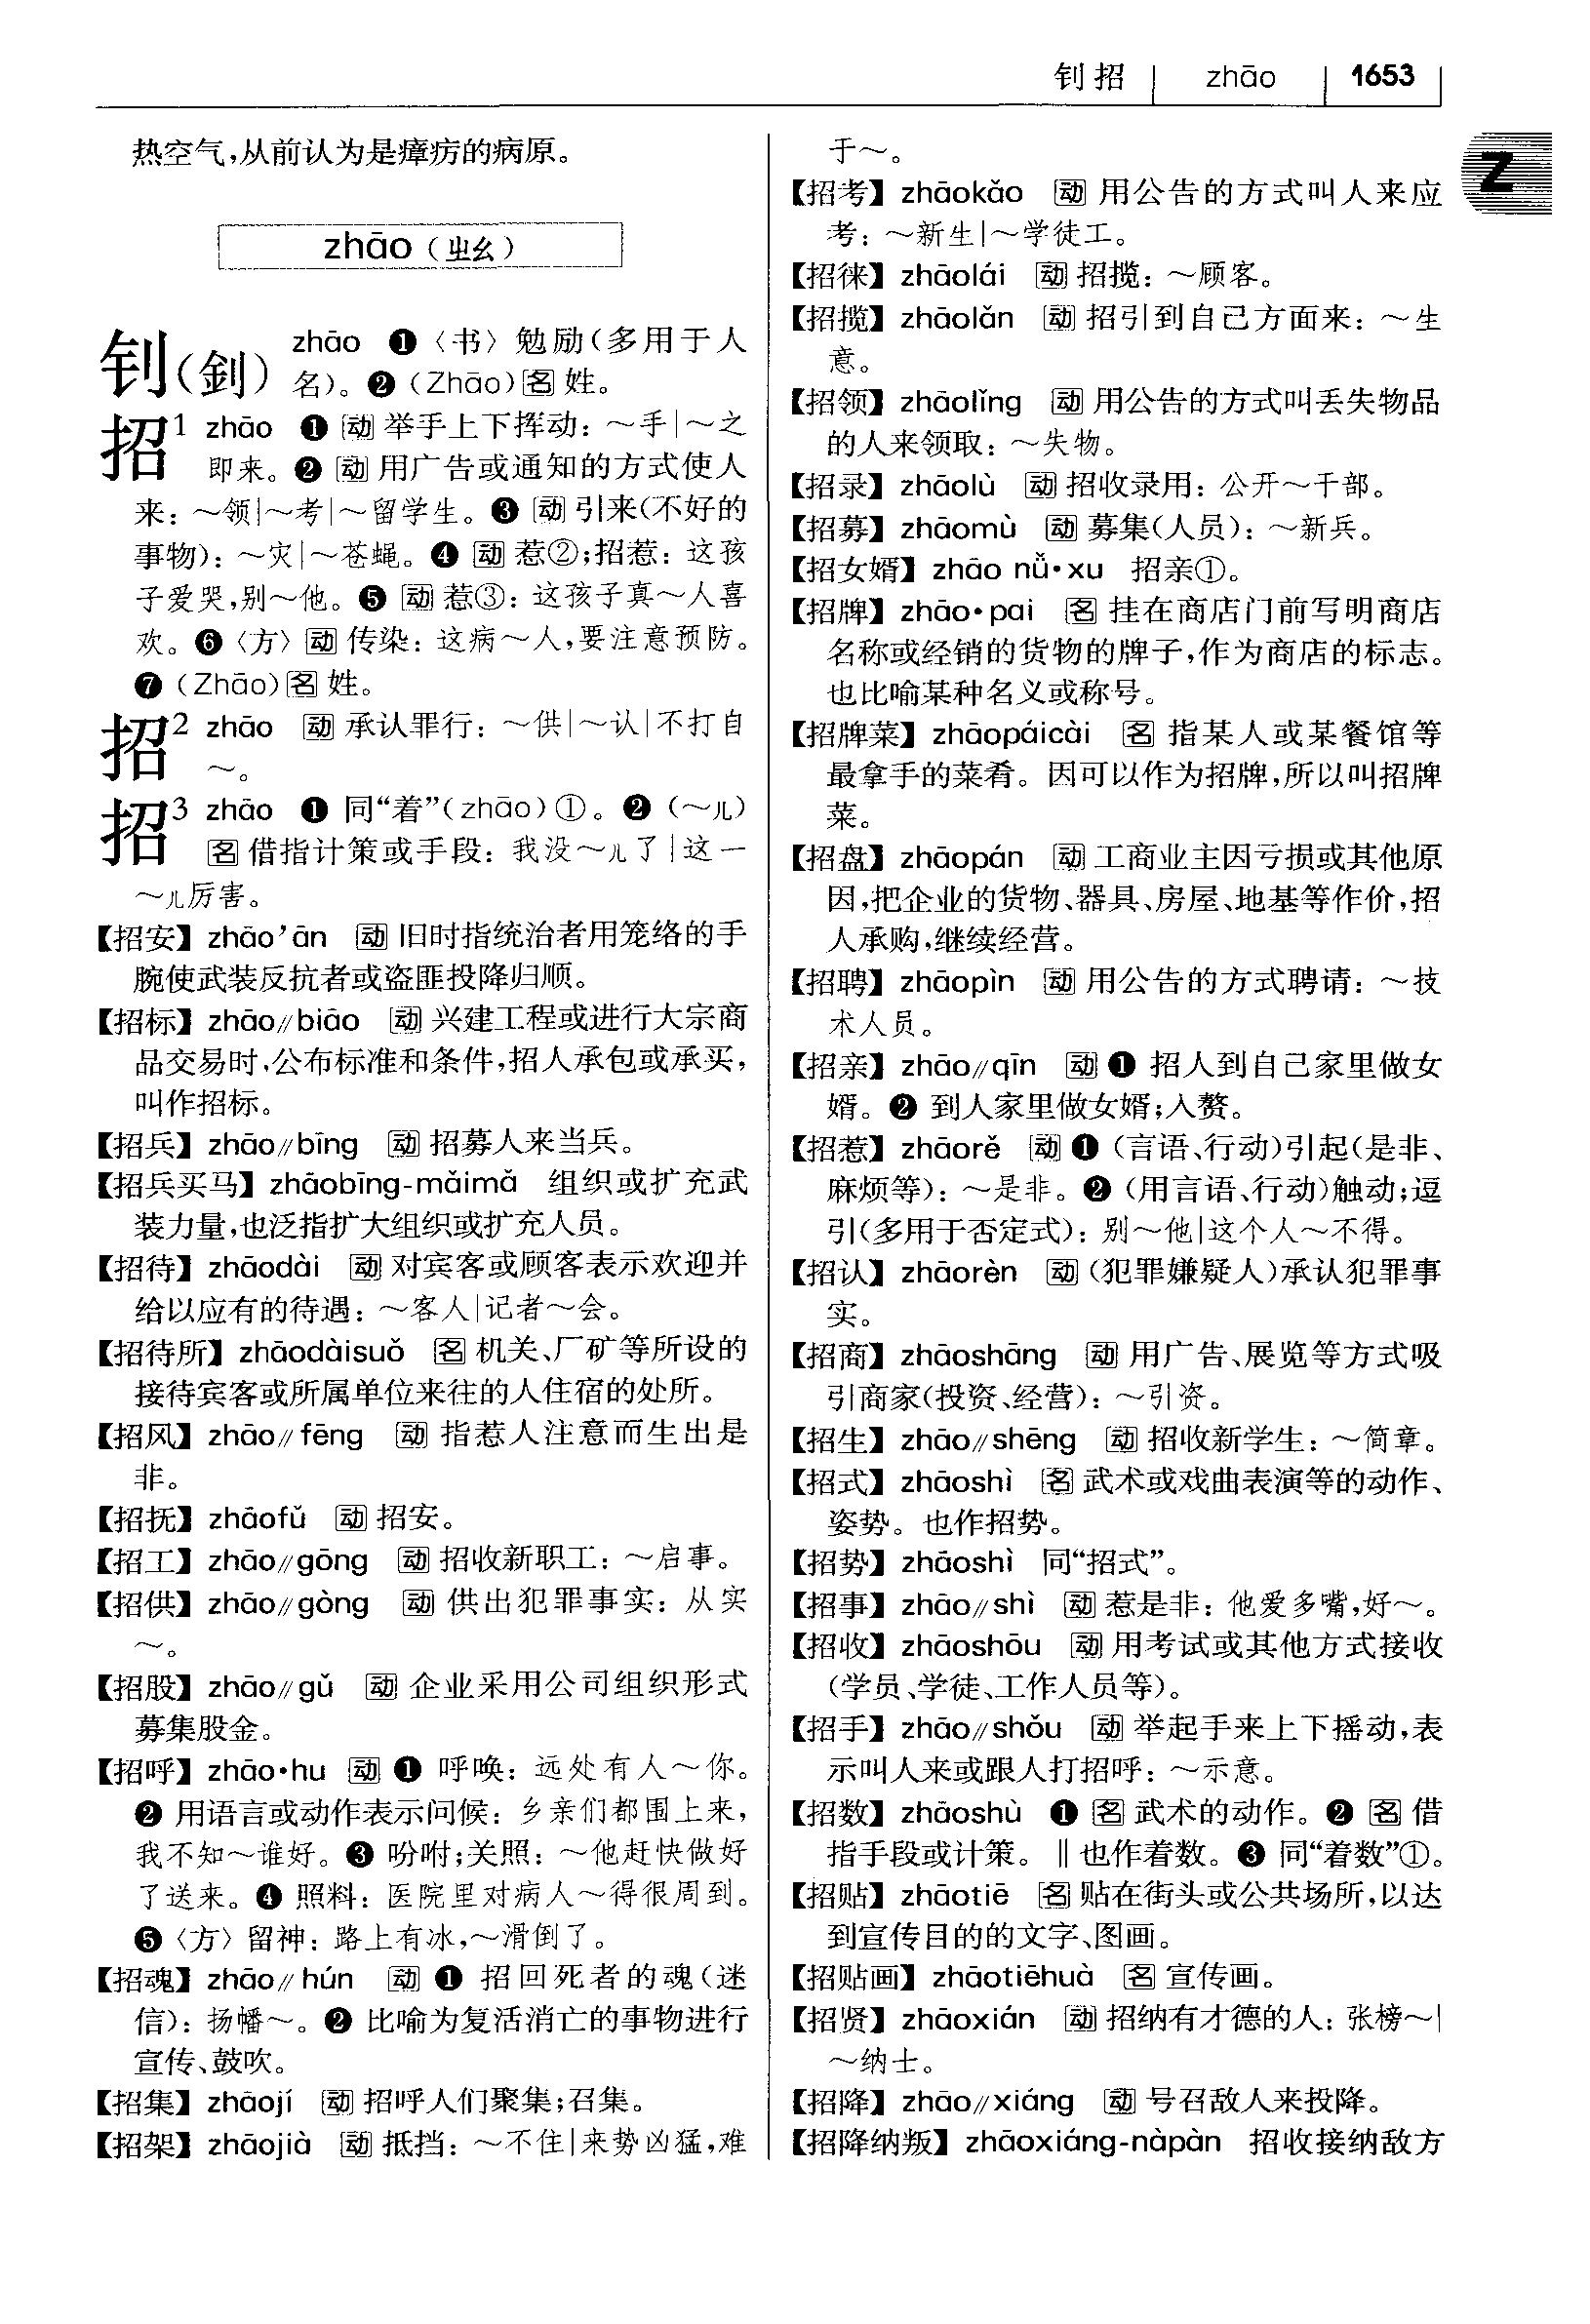 钊招 zhāo 1653
Z
热空气,从前认为是瘴疠的病原。
zhāo(ㄓㄠ)
钊(釗) zhāo ❶〈书〉勉励(多用于人
名)。❷(Zhāo)名 姓。
招1 zhāo ❶ 动 举手上下挥动:~手|~之
即来。❷ 动 用广告或通知的方式使人
来:~领|~考|~留学生。❸ 动 引来(不好的
事物):~灾|~苍蝇。❹ 动 惹②;招惹:这孩
子爱哭,别~他。❺ 动 惹③:这孩子真~人喜
欢。❻〈方〉动 传染:这病~人,要注意预防。
❼(Zhāo)名 姓。
招2 zhāo 动 承认罪行:~供|~认|不打自
~。
招3 zhāo ❶ 同“着”(zhāo)①。❷(~儿)
名 借指计策或手段:我没~儿了|这一
~儿厉害。
【招安】zhāo’ān 动 旧时指统治者用笼络的手
腕使武装反抗者或盗匪投降归顺。
【招标】zhāo//biāo 动 兴建工程或进行大宗商
品交易时,公布标准和条件,招人承包或承买,
叫作招标。
【招兵】zhāo//bīng 动 招募人来当兵。
【招兵买马】zhāobīng-mǎimǎ 组织或扩充武
装力量,也泛指扩大组织或扩充人员。
【招待】zhāodài 动 对宾客或顾客表示欢迎并
给以应有的待遇:~客人|记者~会。
【招待所】zhāodàisuǒ 名 机关、厂矿等所设的
接待宾客或所属单位来往的人住宿的处所。
【招风】zhāo//fēng 动 指惹人注意而生出是
非。
【招抚】zhāofǔ 动 招安。
【招工】zhāo//gōng 动 招收新职工:~启事。
【招供】zhāo//gòng 动 供出犯罪事实:从实
~。
【招股】zhāo//gǔ 动 企业采用公司组织形式
募集股金。
【招呼】zhāo•hu 动 ❶ 呼唤:远处有人~你。
❷ 用语言或动作表示问候:乡亲们都围上来,
我不知~谁好。❸ 吩咐;关照:~他赶快做好
了送来。❹ 照料:医院里对病人~得很周到。
❺〈方〉留神:路上有冰,~滑倒了。
【招魂】zhāo//hún 动 ❶ 招回死者的魂(迷
信):扬幡~。❷ 比喻为复活消亡的事物进行
宣传、鼓吹。
【招集】zhāojí 动 招呼人们聚集;召集。
【招架】zhāojià 动 抵挡:~不住|来势凶猛,难
于~。
【招考】zhāokǎo 动 用公告的方式叫人来应
考:~新生|~学徒工。
【招徕】zhāolái 动 招揽:~顾客。
【招揽】zhāolǎn 动 招引到自己方面来:~生
意。
【招领】zhāolǐng 动 用公告的方式叫丢失物品
的人来领取:~失物。
【招录】zhāolù 动 招收录用:公开~干部。
【招募】zhāomù 动 募集(人员):~新兵。
【招女婿】zhāo nǚ•xu 招亲①。
【招牌】zhāo•pai 名 挂在商店门前写明商店
名称或经销的货物的牌子,作为商店的标志。
也比喻某种名义或称号。
【招牌菜】zhāopáicài 名 指某人或某餐馆等
最拿手的菜肴。因可以作为招牌,所以叫招牌
菜。
【招盘】zhāopán 动 工商业主因亏损或其他原
因,把企业的货物、器具、房屋、地基等作价,招
人承购,继续经营。
【招聘】zhāopìn 动 用公告的方式聘请:~技
术人员。
【招亲】zhāo//qīn 动 ❶ 招人到自己家里做女
婿。❷ 到人家里做女婿;入赘。
【招惹】zhāorě 动 ❶(言语、行动)引起(是非、
麻烦等):~是非。❷(用言语、行动)触动;逗
引(多用于否定式):别~他|这个人~不得。
【招认】zhāorèn 动(犯罪嫌疑人)承认犯罪事
实。
【招商】zhāoshāng 动 用广告、展览等方式吸
引商家(投资、经营):~引资。
【招生】zhāo//shēng 动 招收新学生:~简章。
【招式】zhāoshì 名 武术或戏曲表演等的动作、
姿势。也作招势。
【招势】zhāoshì 同“招式”。
【招事】zhāo//shì 动 惹是非:他爱多嘴,好~。
【招收】zhāoshōu 动 用考试或其他方式接收
(学员、学徒、工作人员等)。
【招手】zhāo//shǒu 动 举起手来上下摇动,表
示叫人来或跟人打招呼:~示意。
【招数】zhāoshù ❶ 名 武术的动作。❷ 名 借
指手段或计策。‖也作着数。❸ 同“着数”①。
【招贴】zhāotiē 名 贴在街头或公共场所,以达
到宣传目的的文字、图画。
【招贴画】zhāotiēhuà 名 宣传画。
【招贤】zhāoxián 动 招纳有才德的人:张榜~|
~纳士。
【招降】zhāo//xiáng 动 号召敌人来投降。
【招降纳叛】zhāoxiáng-nàpàn 招收接纳敌方